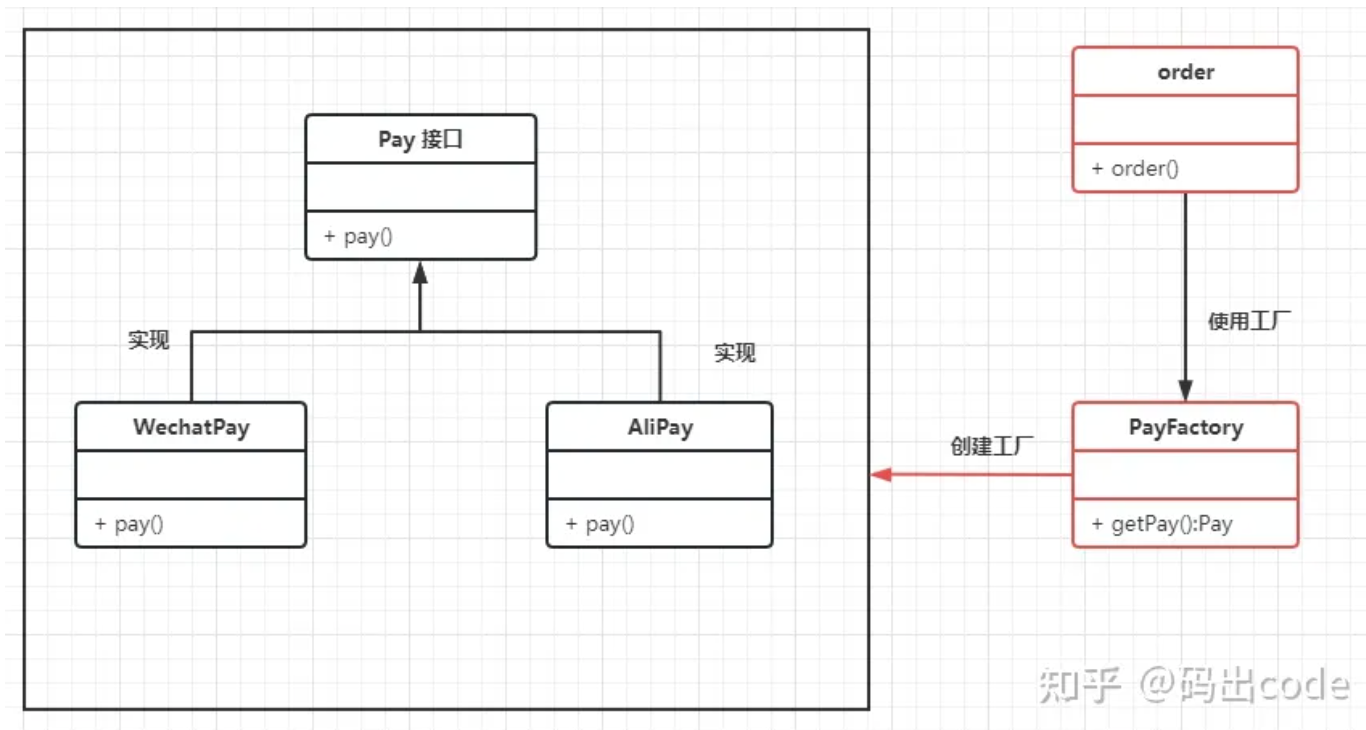 Pay 接口
+ pay()
实现
实现
WechatPay
+ pay()
AliPay
+ pay()
order
+ order()
使用工厂
创建工厂
PayFactory
+ getPay():Pay
知乎 @码出code